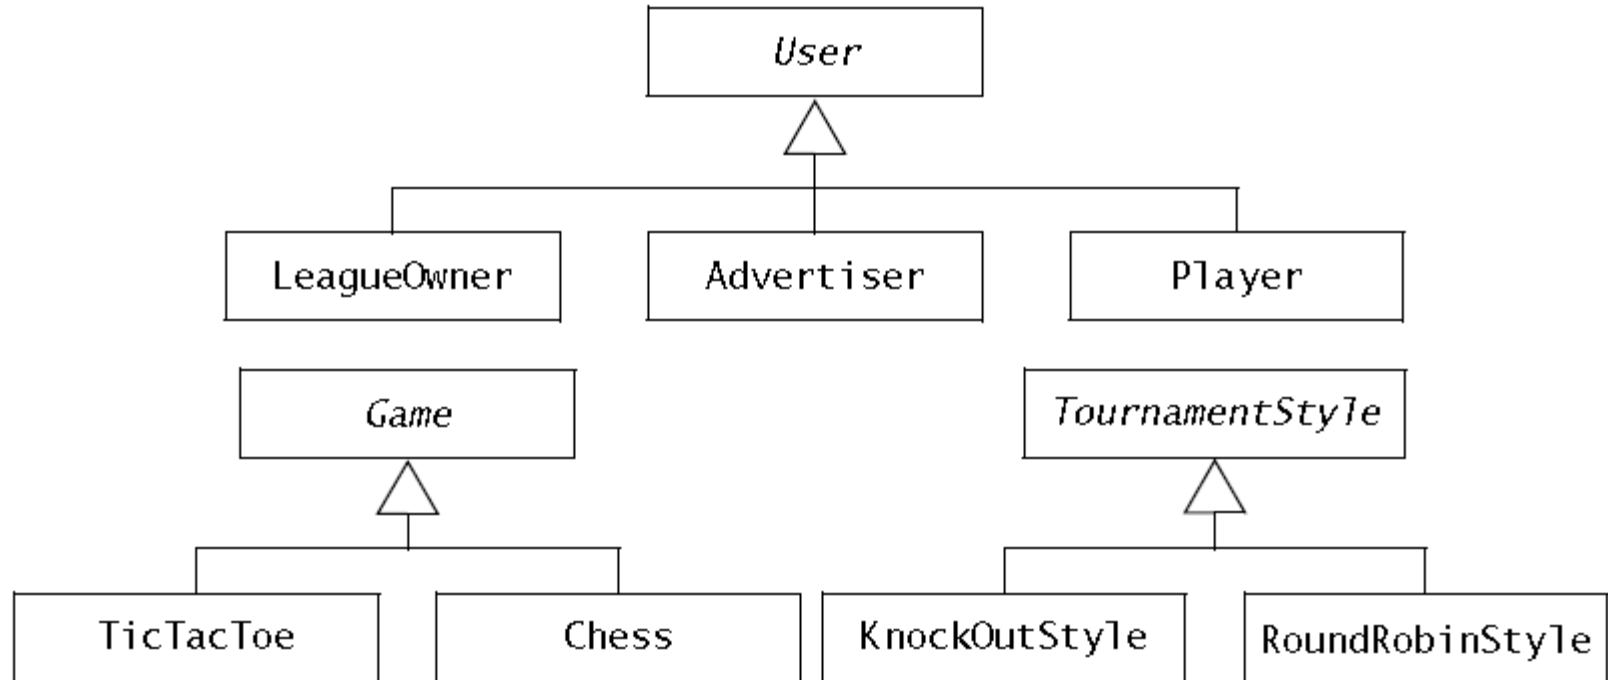 User
LeagueOwner
Advertiser
Player
Game
TournamentStyle
TicTacToe
Chess
KnockOutStyle
RoundRobinStyle